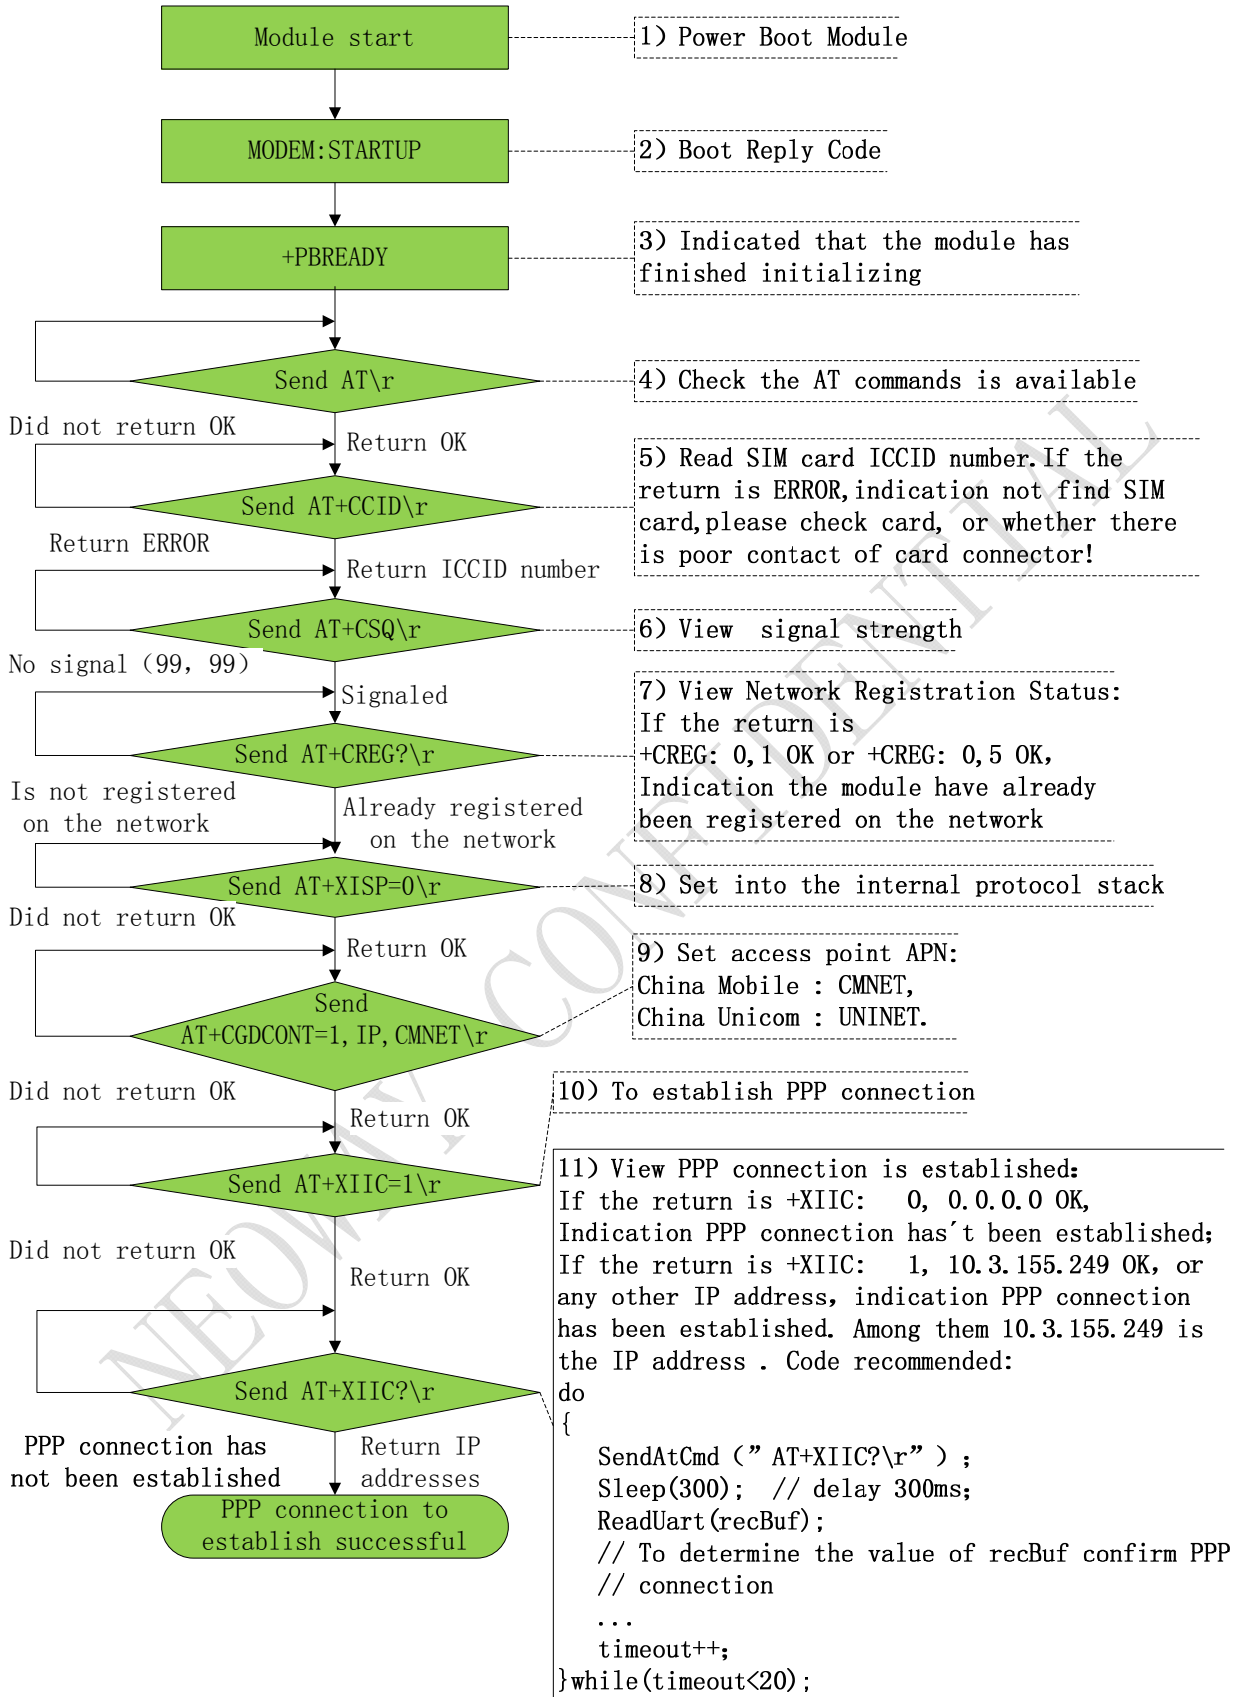 Module start
1) Power Boot Module
MODEM:STARTUP
2) Boot Reply Code
+PBREADY
3) Indicated that the module has
finished initializing
Send AT\r
4) Check the AT commands is available
Did not return OK
Return OK
Send AT+CCID\r
5) Read SIM card ICCID number.If the
return is ERROR,indication not find SIM
card,please check card, or whether there
is poor contact of card connector!
Return ERROR
Return ICCID number
Send AT+CSQ\r
6) View  signal strength
No signal（99, 99）
Signaled
Send AT+CREG?\r
7) View Network Registration Status:
If the return is
+CREG: 0,1 OK or +CREG: 0,5 OK,
Indication the module have already
been registered on the network
Is not registered
on the network
Already registered
on the network
Send AT+XISP=0\r
8) Set into the internal protocol stack
Did not return OK
Return OK
Send
AT+CGDCONT=1,IP,CMNET\r
9) Set access point APN:
China Mobile : CMNET,
China Unicom : UNINET.
Did not return OK
Return OK
Send AT+XIIC=1\r
10) To establish PPP connection
Did not return OK
Return OK
Send AT+XIIC?\r
11) View PPP connection is established:
If the return is +XIIC:   0, 0.0.0.0 OK,
Indication PPP connection has't been established;
If the return is +XIIC:   1, 10.3.155.249 OK, or
any other IP address, indication PPP connection
has been established. Among them 10.3.155.249 is
the IP address . Code recommended:
do
{
SendAtCmd（” AT+XIIC?\r” ）;
Sleep(300);  // delay 300ms;
ReadUart(recBuf);
// To determine the value of recBuf confirm PPP
// connection
...
timeout++;
}while(timeout<20);
PPP connection has
not been established
Return IP
addresses
PPP connection to
establish successful
NEOWAY CONFIDENTIAL